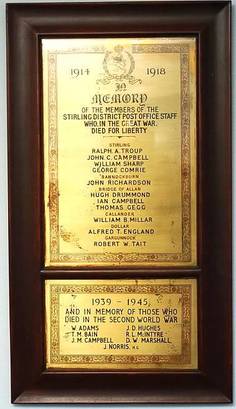 1914 1918
IN
MEMORY
OF THE MEMBERS OF THE
STIRLING DISTRICT POST OFFICE STAFF
WHO, IN THE GREAT WAR,
DIED FOR LIBERTY
STIRLING
RALPH A. TROUP
JOHN C. CAMPBELL
WILLIAM SHARP
GEORGE COMRIE
BANNOCKBURN
JOHN RICHARDSON
BRIDGE OF ALLAN
HUGH DRUMMOND
IAN CAMPBELL
THOMAS GEGG
CALLANDER
WILLIAM B. MILLAR
DOLLAR
ALFRED T. ENGLAND
GARGUNNOCK
ROBERT W. TAIT
1939 - 1945
AND IN MEMORY OF THOSE WHO
DIED IN THE SECOND WORLD WAR
W. ADAMS J. D. HUGHES
T. M. BAIN R. L. McINTYRE
J. M. CAMPBELL D. W. MARSHALL
J. NORRIS,